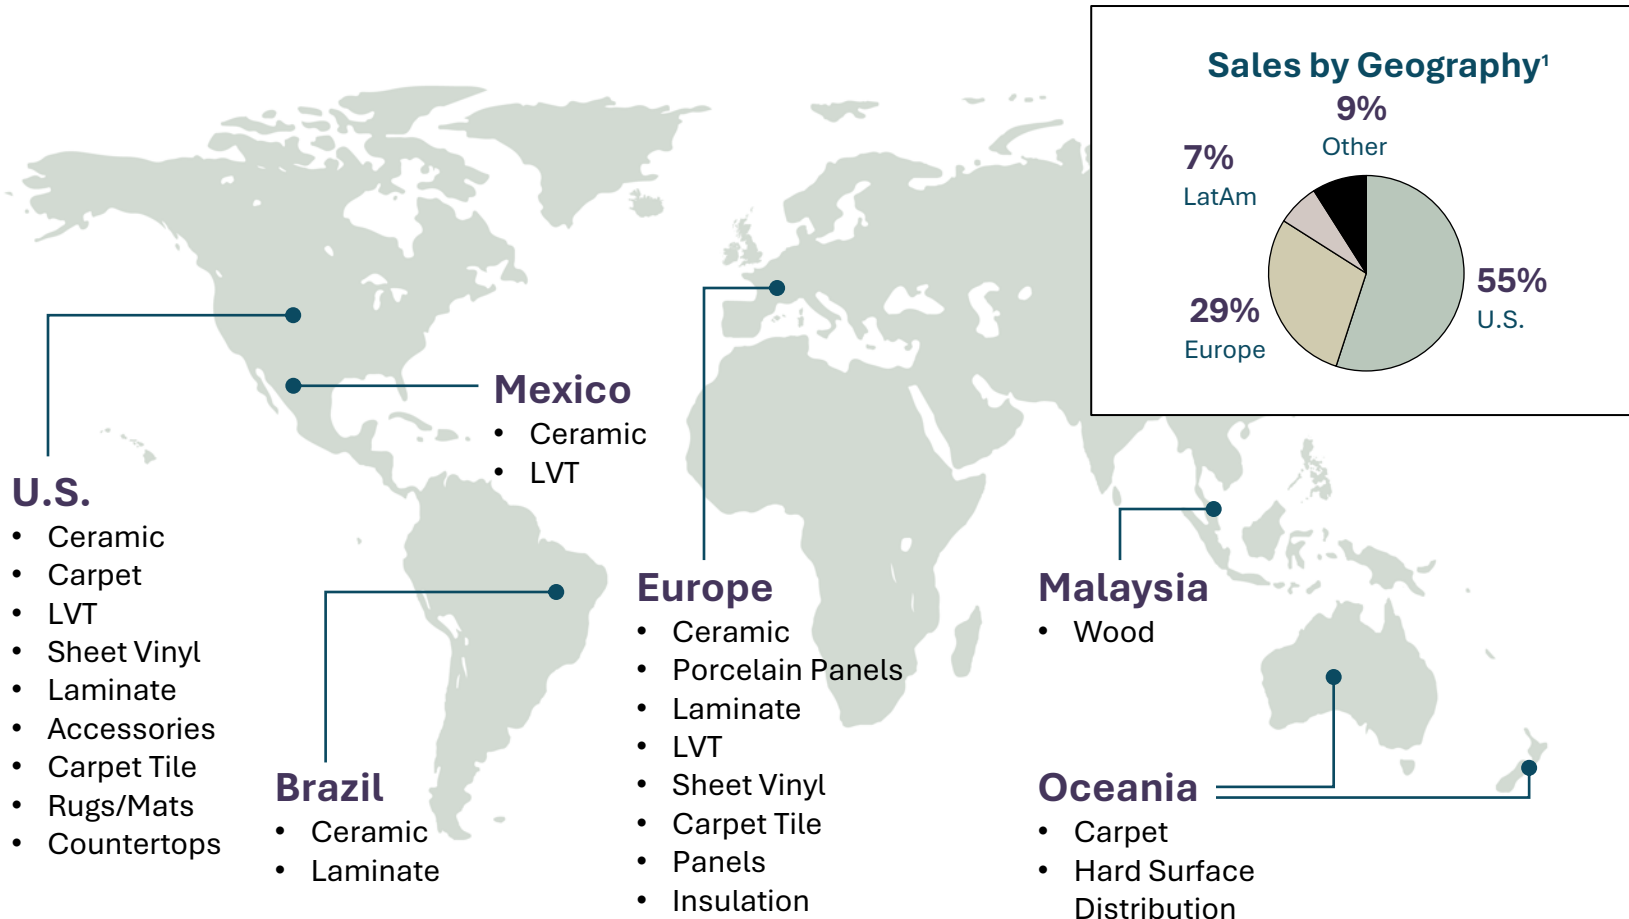 Sales by Geography¹
9%
Other
7%
LatAm
55%
U.S.
29%
Europe
Mexico
• Ceramic
• LVT
U.S.
• Ceramic
• Carpet
• LVT
• Sheet Vinyl
• Laminate
• Accessories
• Carpet Tile
• Rugs/Mats
• Countertops
Brazil
• Ceramic
• Laminate
Europe
• Ceramic
• Porcelain Panels
• Laminate
• LVT
• Sheet Vinyl
• Carpet Tile
• Panels
• Insulation
Malaysia
• Wood
Oceania
• Carpet
• Hard Surface
Distribution